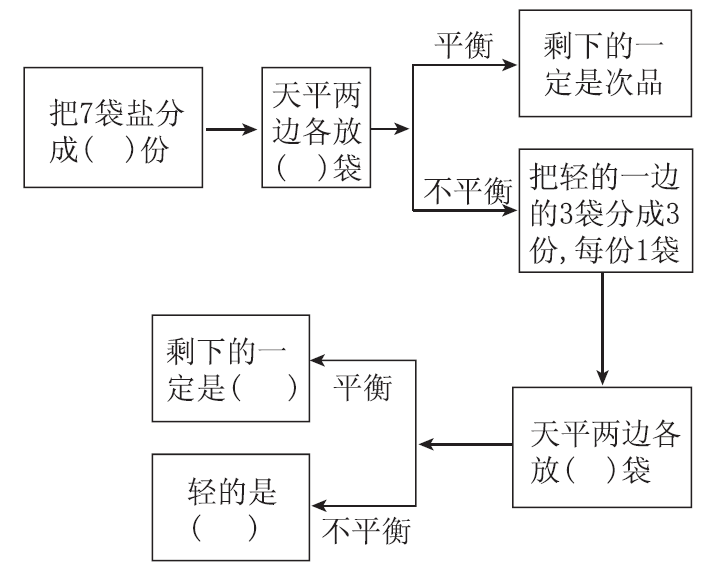 把7袋盐分
成(　)份
天平两
边各放
(　)袋
平衡
剩下的一
定是次品
不平衡
把轻的一边
的3袋分成3
份,每份1袋
天平两边各
放(　)袋
平衡
剩下的一
定是(　　)
不平衡
轻的是
(　　)